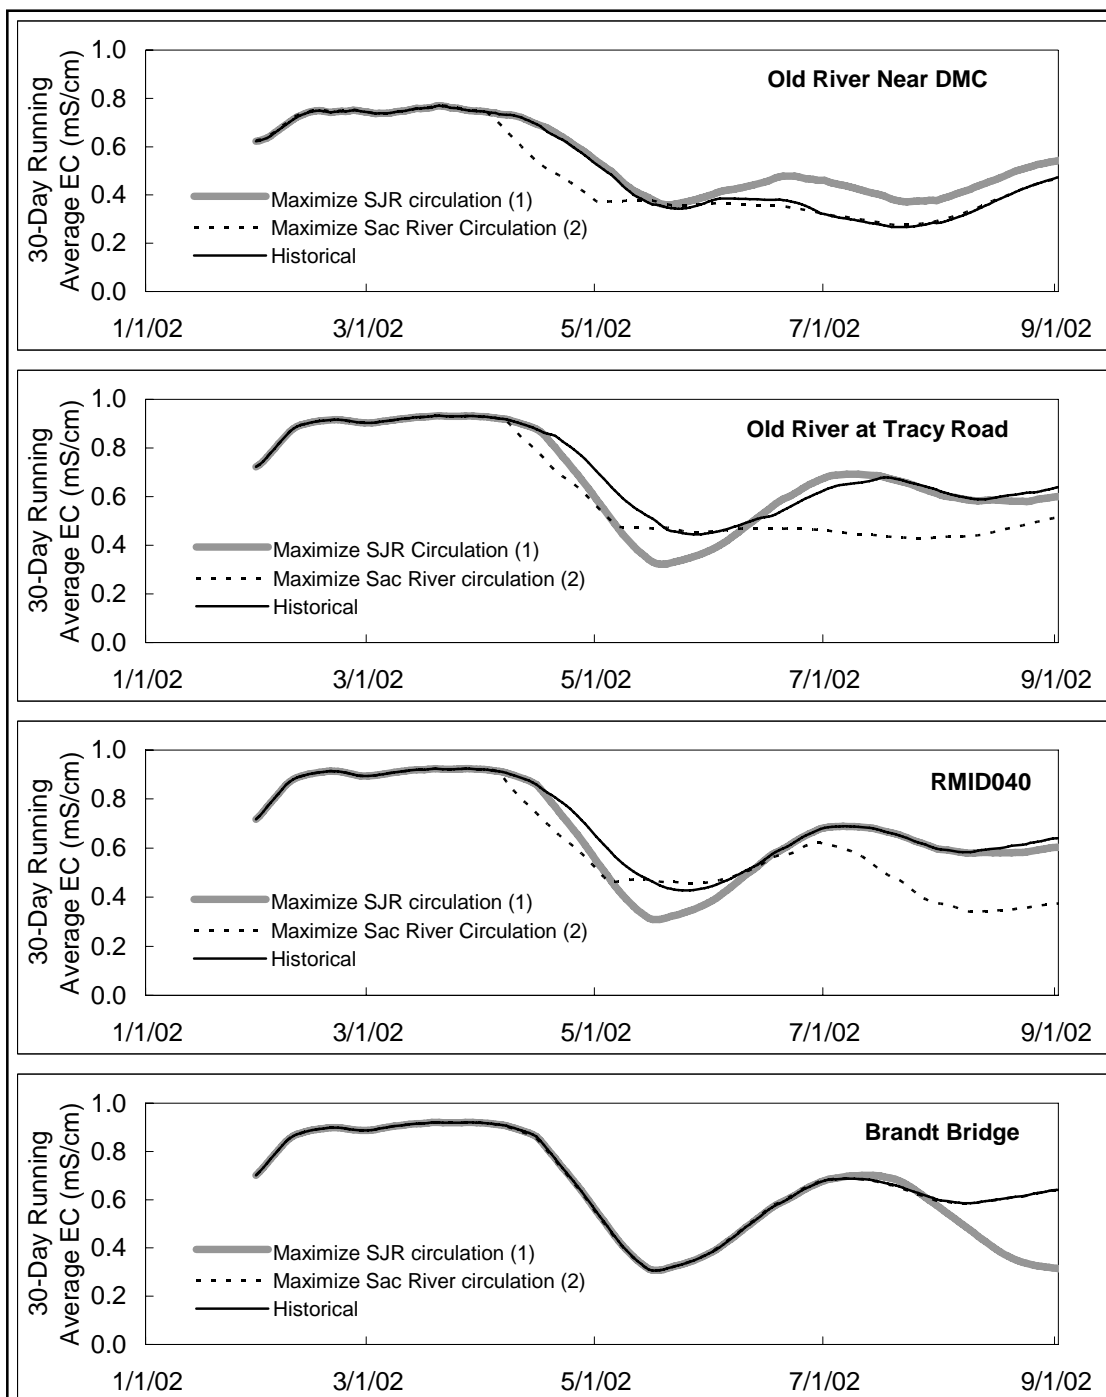 30-Day Running
Average EC (mS/cm)
1.0
0.8
0.6
0.4
0.2
0.0
Old River Near DMC
Maximize SJR circulation (1)
Maximize Sac River Circulation (2)
Historical
1/1/02 3/1/02 5/1/02 7/1/02 9/1/02
30-Day Running
Average EC (mS/cm)
1.0
0.8
0.6
0.4
0.2
0.0
Old River at Tracy Road
Maximize SJR Circulation (1)
Maximize Sac River circulation (2)
Historical
1/1/02 3/1/02 5/1/02 7/1/02 9/1/02
30-Day Running
Average EC (mS/cm)
1.0
0.8
0.6
0.4
0.2
0.0
RMID040
Maximize SJR circulation (1)
Maximize Sac River Circulation (2)
Historical
1/1/02 3/1/02 5/1/02 7/1/02 9/1/02
30-Day Running
Average EC (mS/cm)
1.0
0.8
0.6
0.4
0.2
0.0
Brandt Bridge
Maximize SJR circulation (1)
Maximize Sac River circulation (2)
Historical
1/1/02 3/1/02 5/1/02 7/1/02 9/1/02